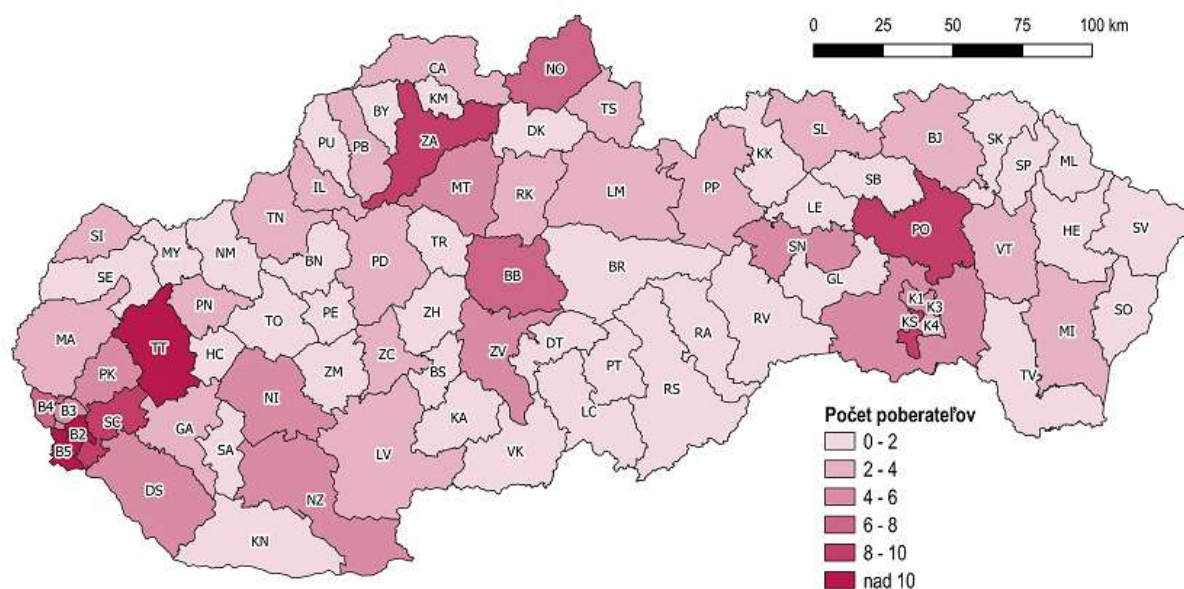 0 25 50 75 100 km
NO
CA
KM
TS
BY
DK
PU
PB
ZA
SL
BJ
SK
SP
ML
KK
IL
MT
RK
LM
PP
SB
LE
TN
PO
HE
SV
SI
MY
NM
TR
SN
VT
SE
BN
PD
BB
BR
GL
PN
K1
K3
SO
MA
TT
TO
PE
ZH
RV
KS
K4
MI
HC
ZC
ZV
DT
RA
PK
ZM
BS
PT
TV
NI
RS
B4
B3
SC
GA
KA
LC
B2
B5
SA
LV
VK
DS
NZ
KN
Počet poberateľov
0 - 2
2 - 4
4 - 6
6 - 8
8 - 10
nad 10